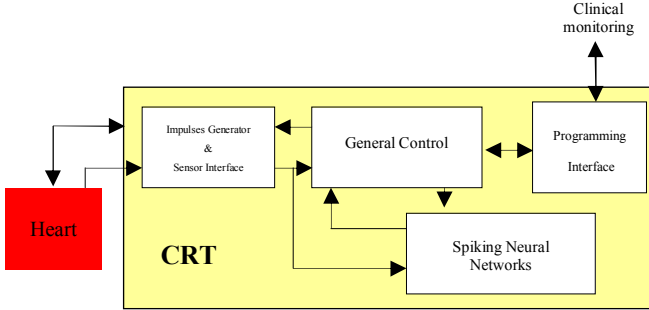 Clinical
monitoring
Impulses Generator
&
Sensor Interface
General Control
Programming
Interface
Heart
CRT
Spiking Neural
Networks